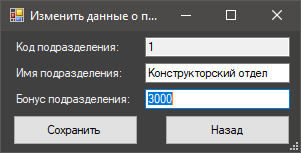 Изменить данные о п...
Код подразделения: 1
Имя подразделения: Конструкторский отдел
Бонус подразделения: 3000
Сохранить Назад